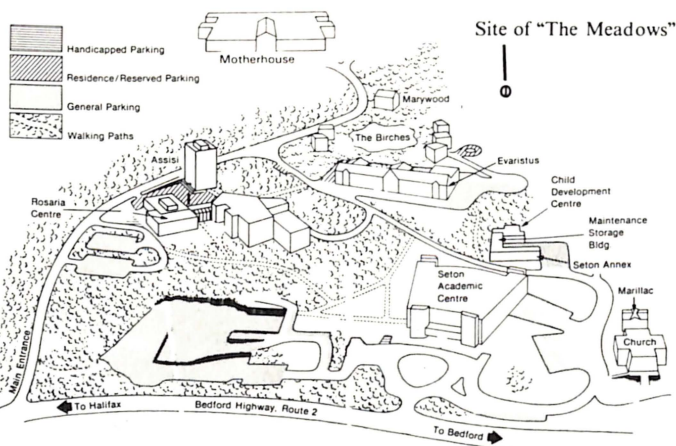 Site of "The Meadows"
Motherhouse
Handicapped Parking
Residence/Reserved Parking
General Parking
Walking Paths
Marywood
The Birches
Assisi
Evaristus
Child
Development
Centre
Rosaria
Centre
Maintenance
Storage
Bldg
Seton Annex
Seton
Academic
Centre
Marillac
Church
Main Entrance
To Halifax
Bedford Highway, Route 2
To Bedford